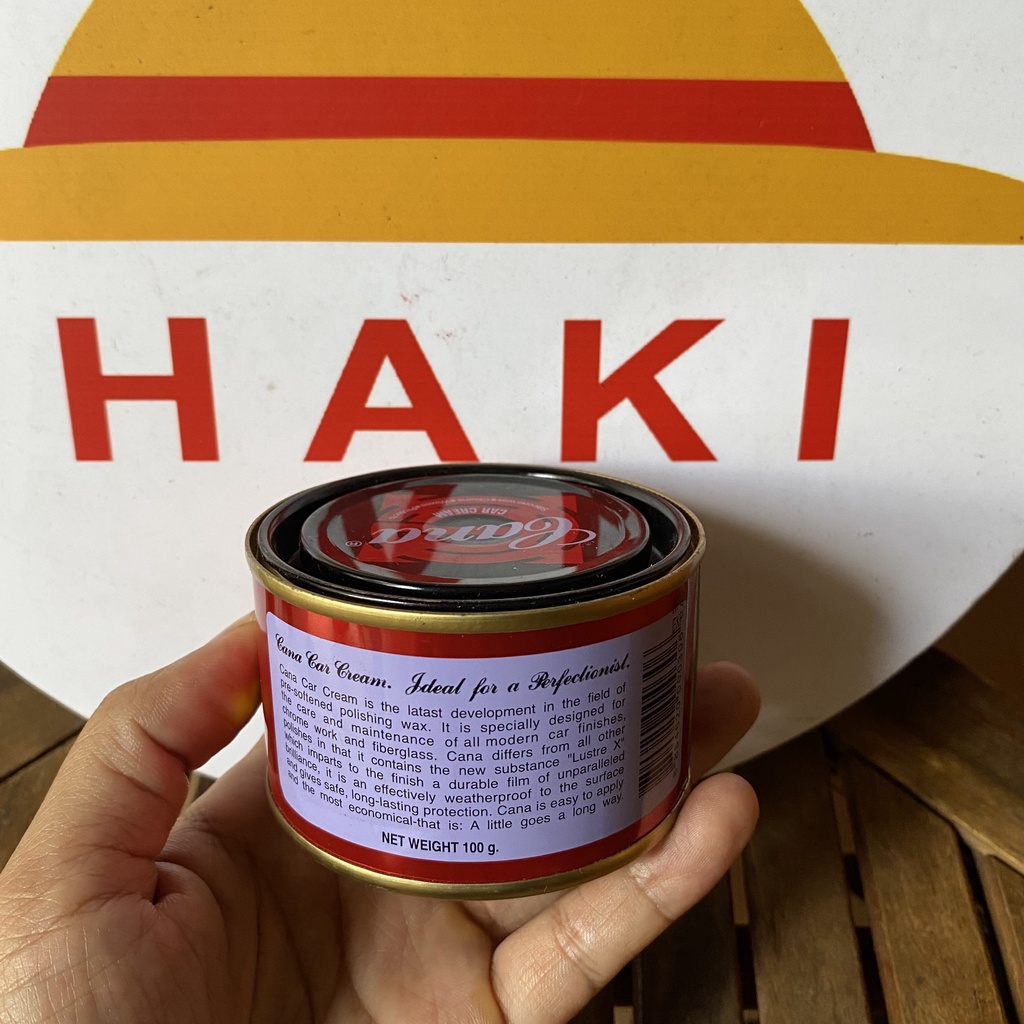 HAKI
Cana
CAR CREAM
Cana Car Cream. Ideal for a Perfectionist.
Cana Car Cream is the latast development in the field of
pre-softened polishing wax. It is specially designed for
the care and maintenance of all modern car finishes,
chrome work and fiberglass. Cana differs from all other
polishes in that it contains the new substance "Lustre X"
which imparts to the finish a durable film of unparalleled
brilliance, it is an effectively weatherproof to the surface
and gives safe, long-lasting protection. Cana is easy to apply
and the most economical-that is: A little goes a long way.
NET WEIGHT 100 g.